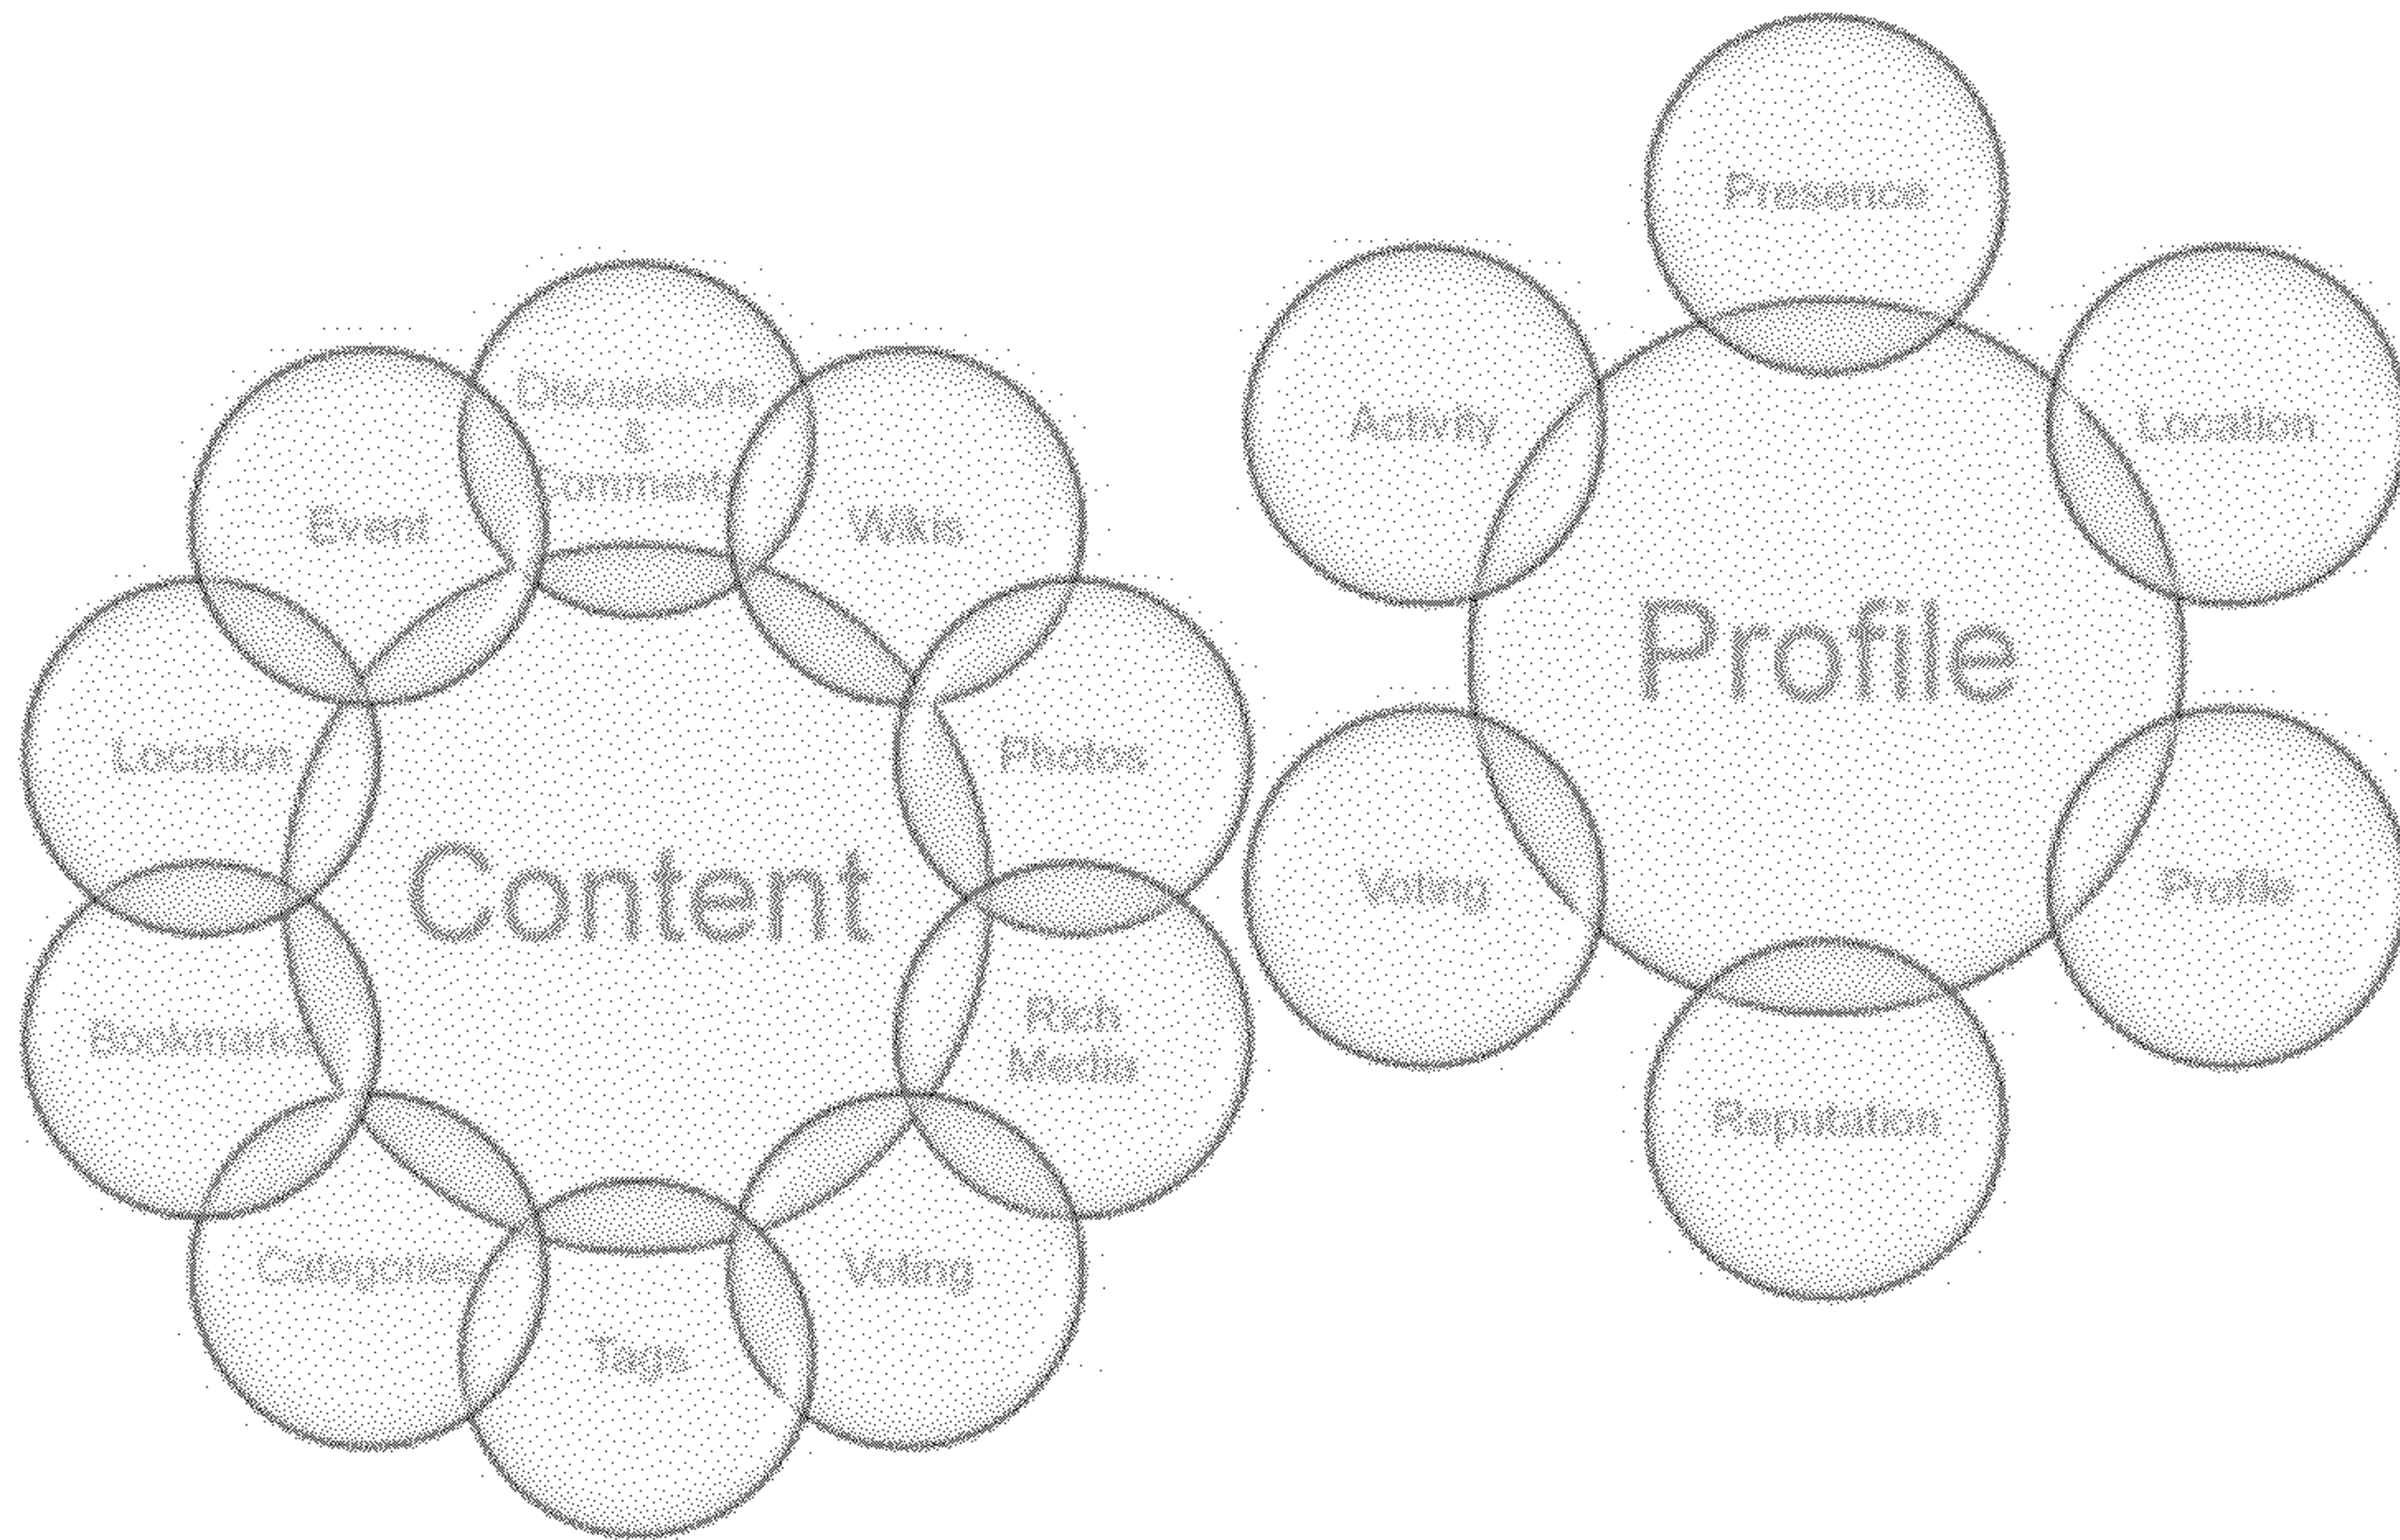 Presence
Activity
Location
Profile
Voting
Profile
Reputation
Discussions
&
Comments
Event
Wikis
Location
Photos
Content
Bookmarks
Rich
Media
Categories
Voting
Tags